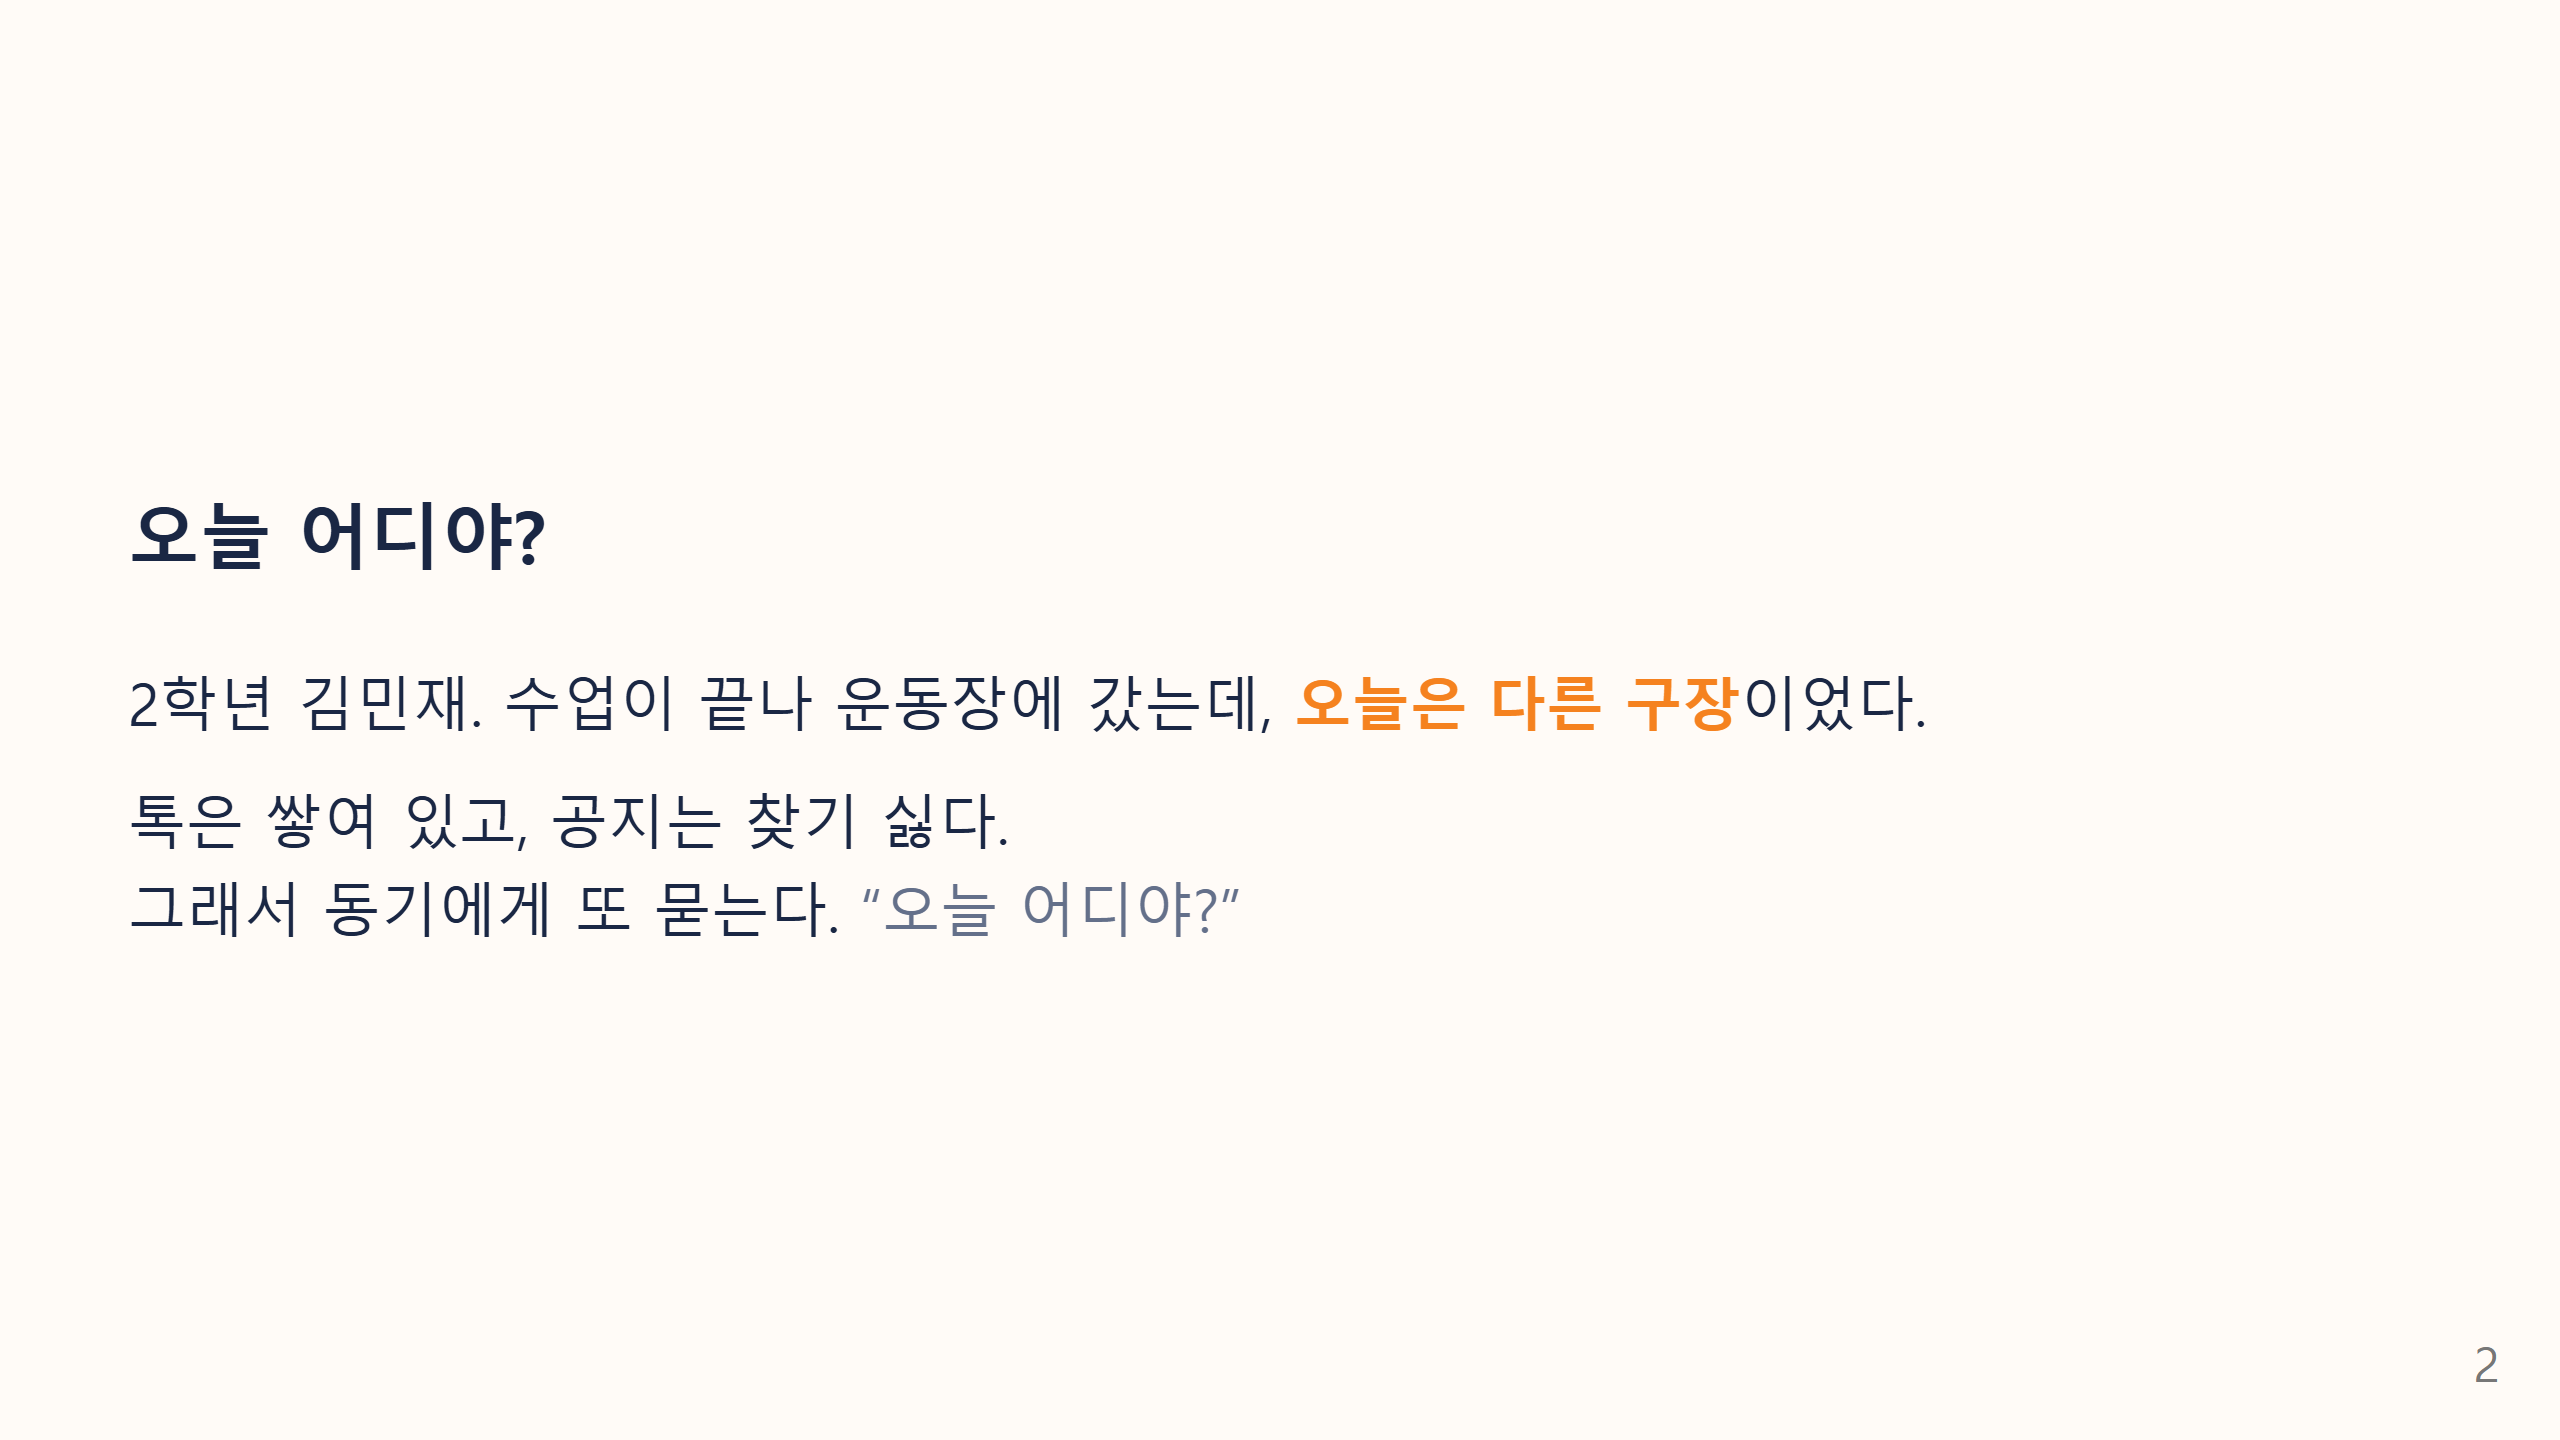 오늘 어디야?
2학년 김민재. 수업이 끝나 운동장에 갔는데, 오늘은 다른 구장이었다.
톡은 쌓여 있고, 공지는 찾기 싫다.
그래서 동기에게 또 묻는다. “오늘 어디야?”
2